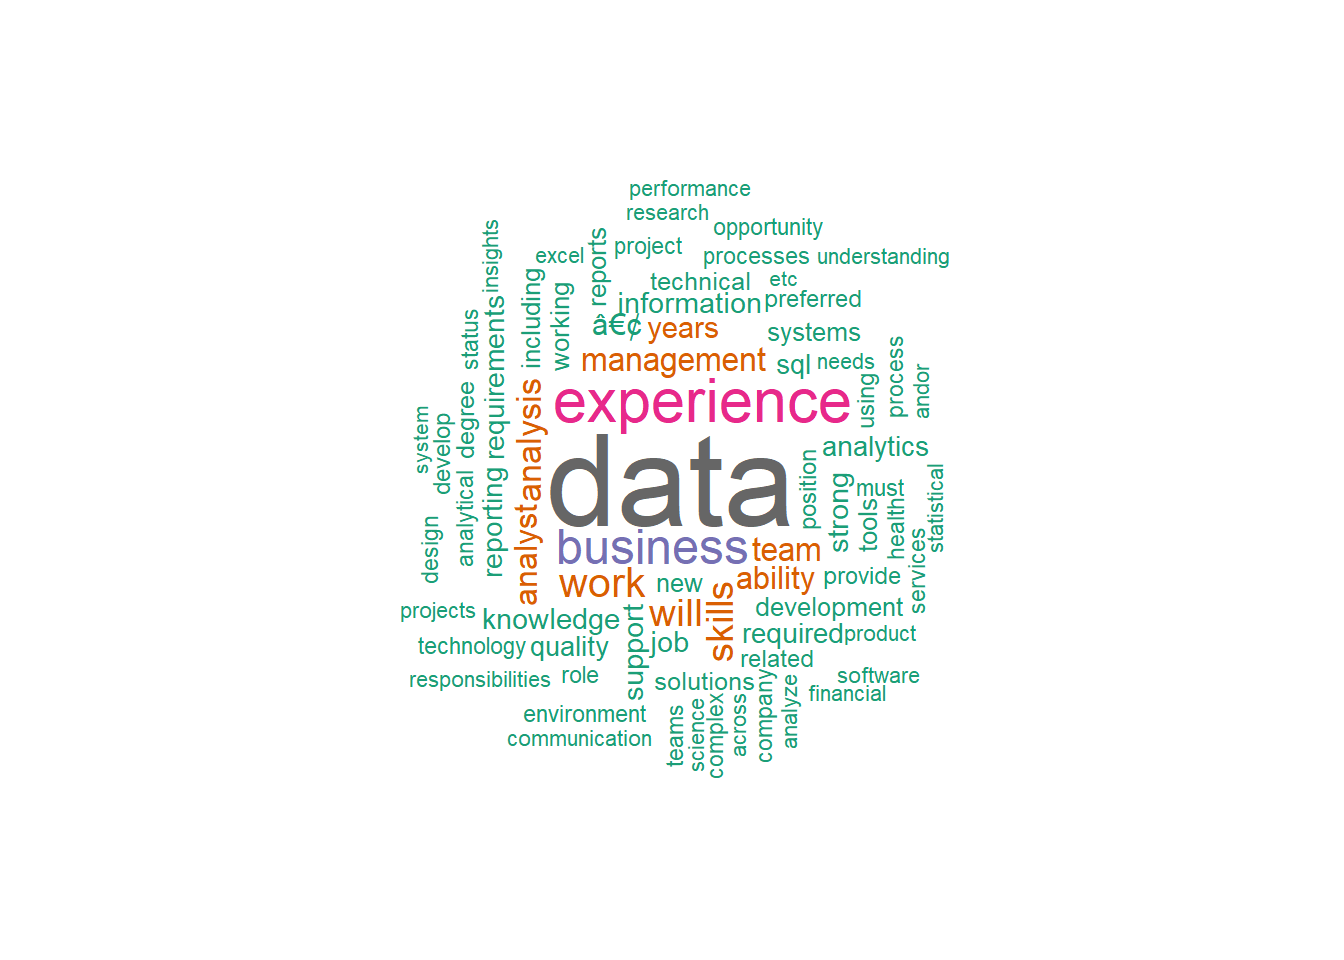 performance
research
opportunity
insights
excel
reports
project
processes
understanding
technical
etc
including
working
information
preferred
status
requirements
â€¢
years
systems
management
sql
needs
process
andor
using
experience
analysis
degree
system
develop
analytics
data
position
strong
must
tools
health
statistical
analytical
reporting
analyst
design
business
team
services
work
new
ability
provide
projects
knowledge
will
skills
development
support
job
required
product
technology
quality
related
responsibilities
role
solutions
software
financial
company
analyze
environment
communication
teams
science
complex
across